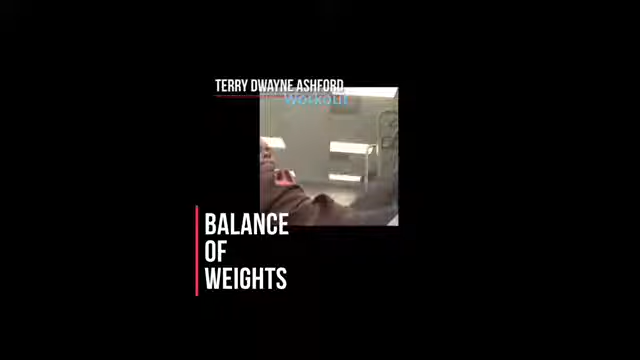 TERRY DWAYNE ASHFORD
Workout
BALANCE
OF
WEIGHTS